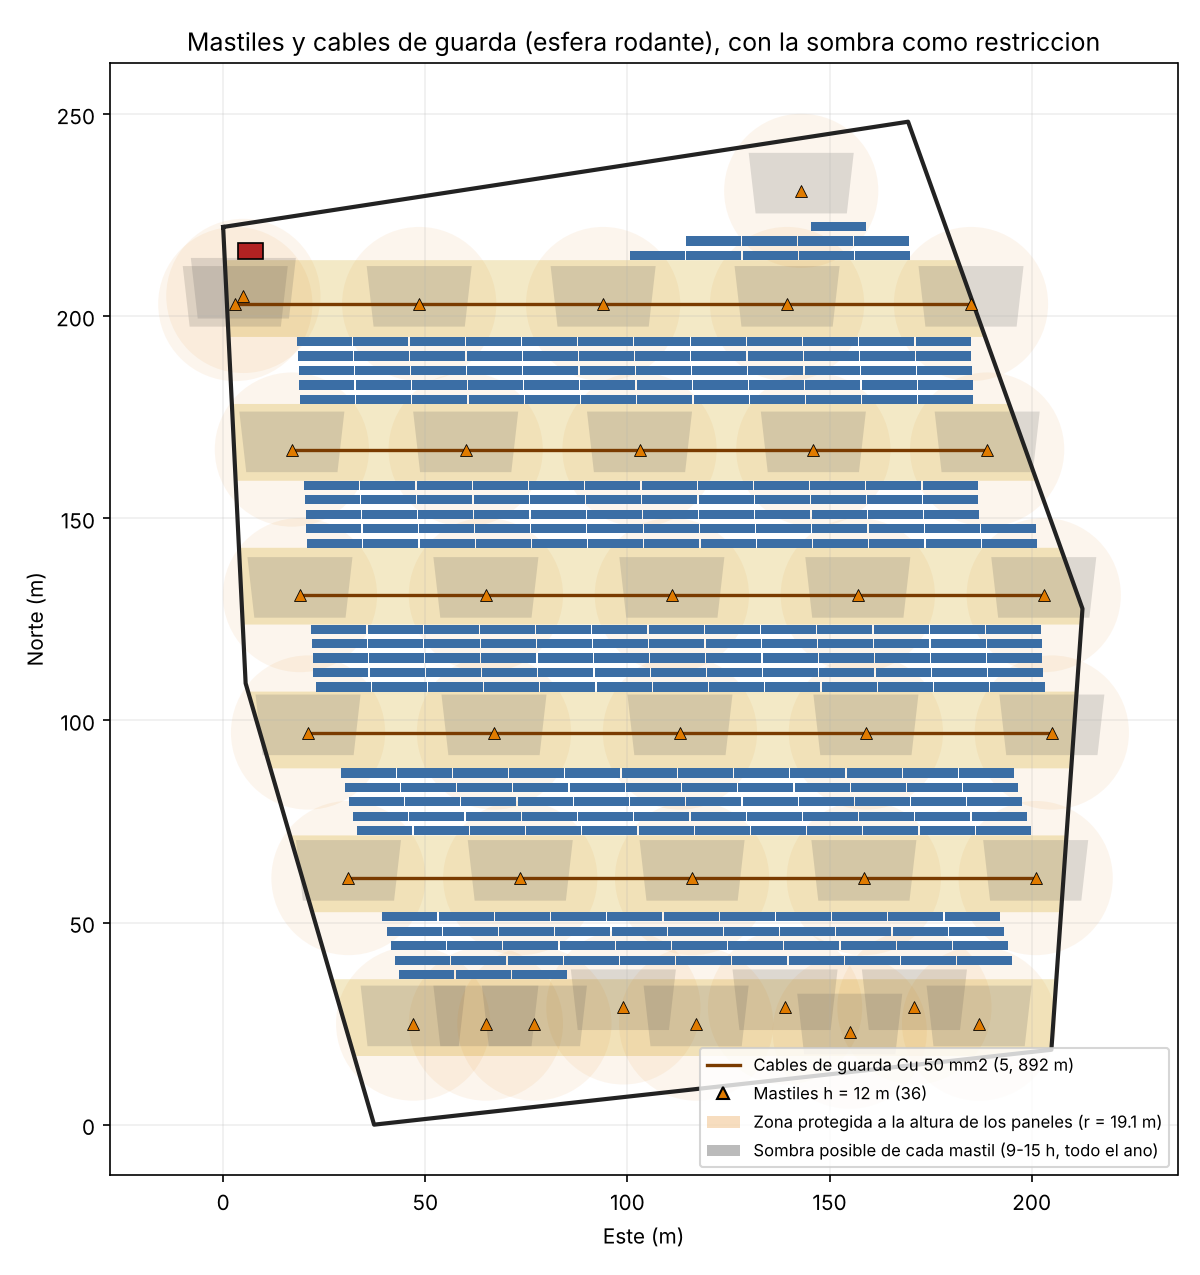 Mastiles y cables de guarda (esfera rodante), con la sombra como restriccion
Norte (m)
250
200
150
100
50
0
0
50
100
150
200
Este (m)
Cables de guarda Cu 50 mm2 (5, 892 m)
Mastiles h = 12 m (36)
Zona protegida a la altura de los paneles (r = 19.1 m)
Sombra posible de cada mastil (9-15 h, todo el ano)